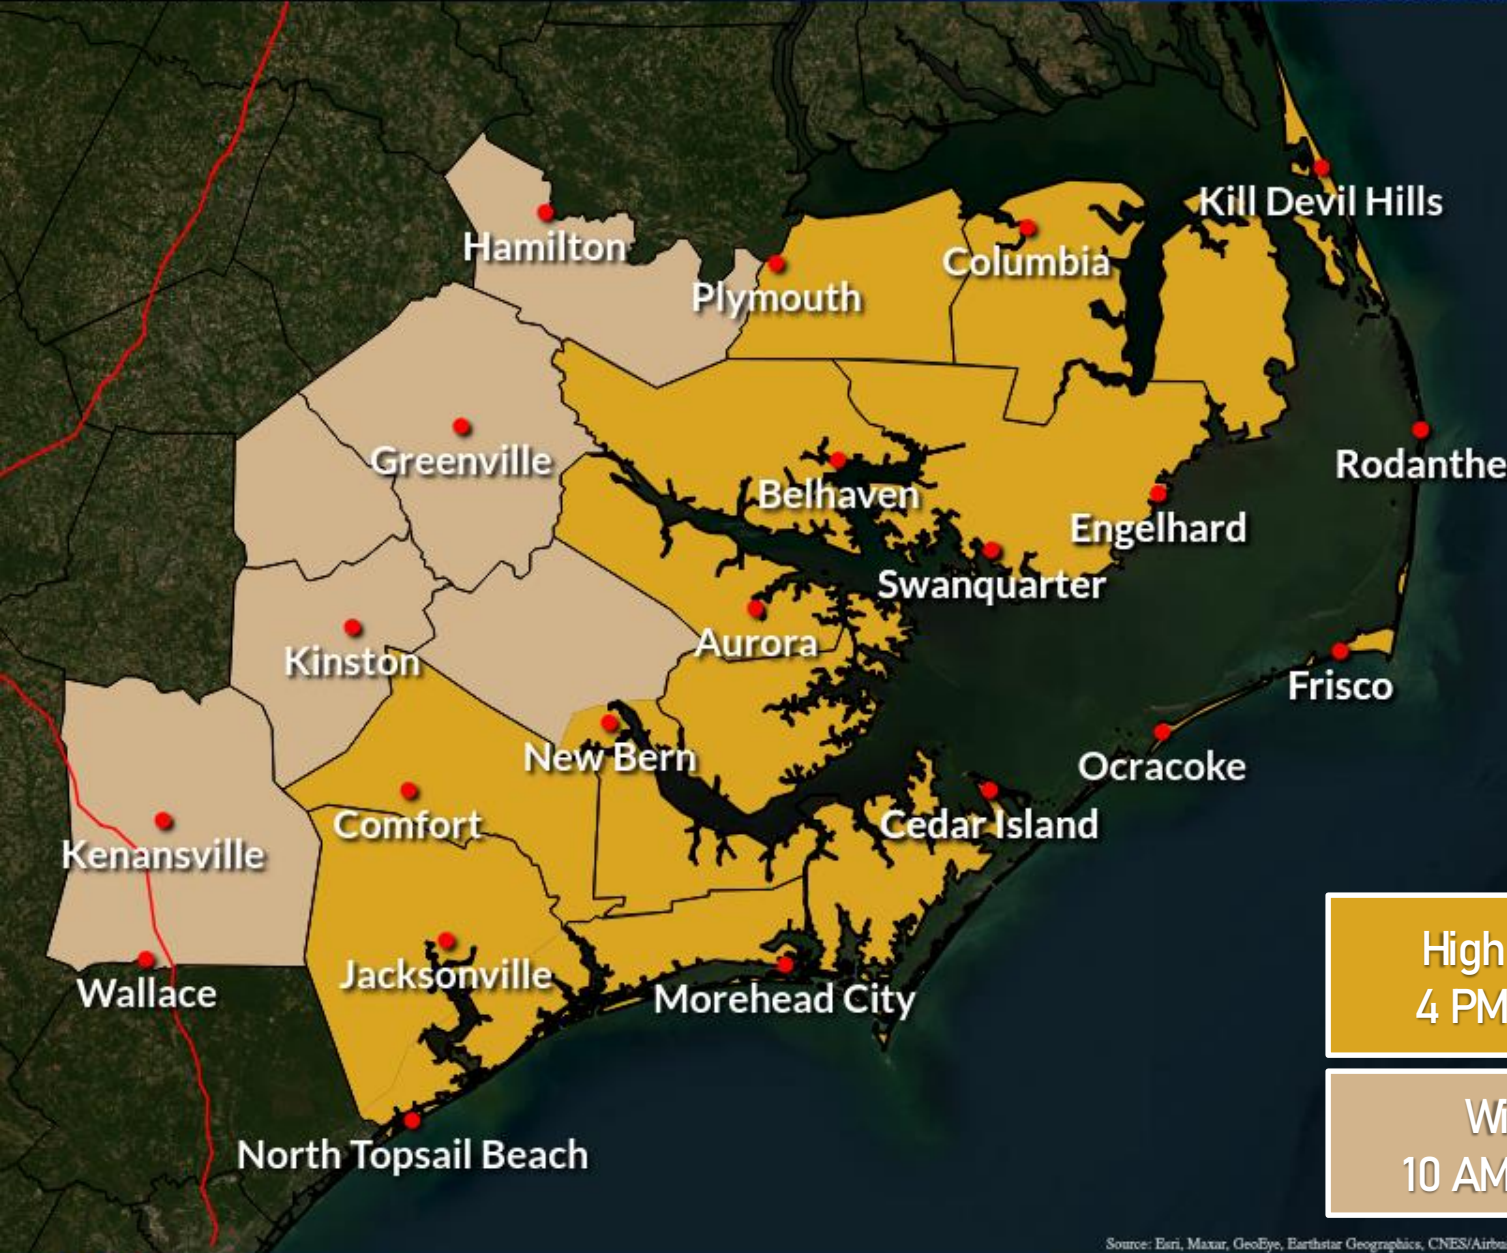 Kill Devil Hills
Hamilton
Columbia
Plymouth
Greenville
Rodanthe
Belhaven
Engelhard
Swanquarter
Aurora
Kinston
Frisco
New Bern
Ocracoke
Comfort
Cedar Island
Kenansville
Jacksonville
Wallace
Morehead City
High
4 PM
Wi
10 AM
North Topsail Beach
Source: Esri, Maxar, GeoEye, Earthstar Geographics, CNES/Airbu